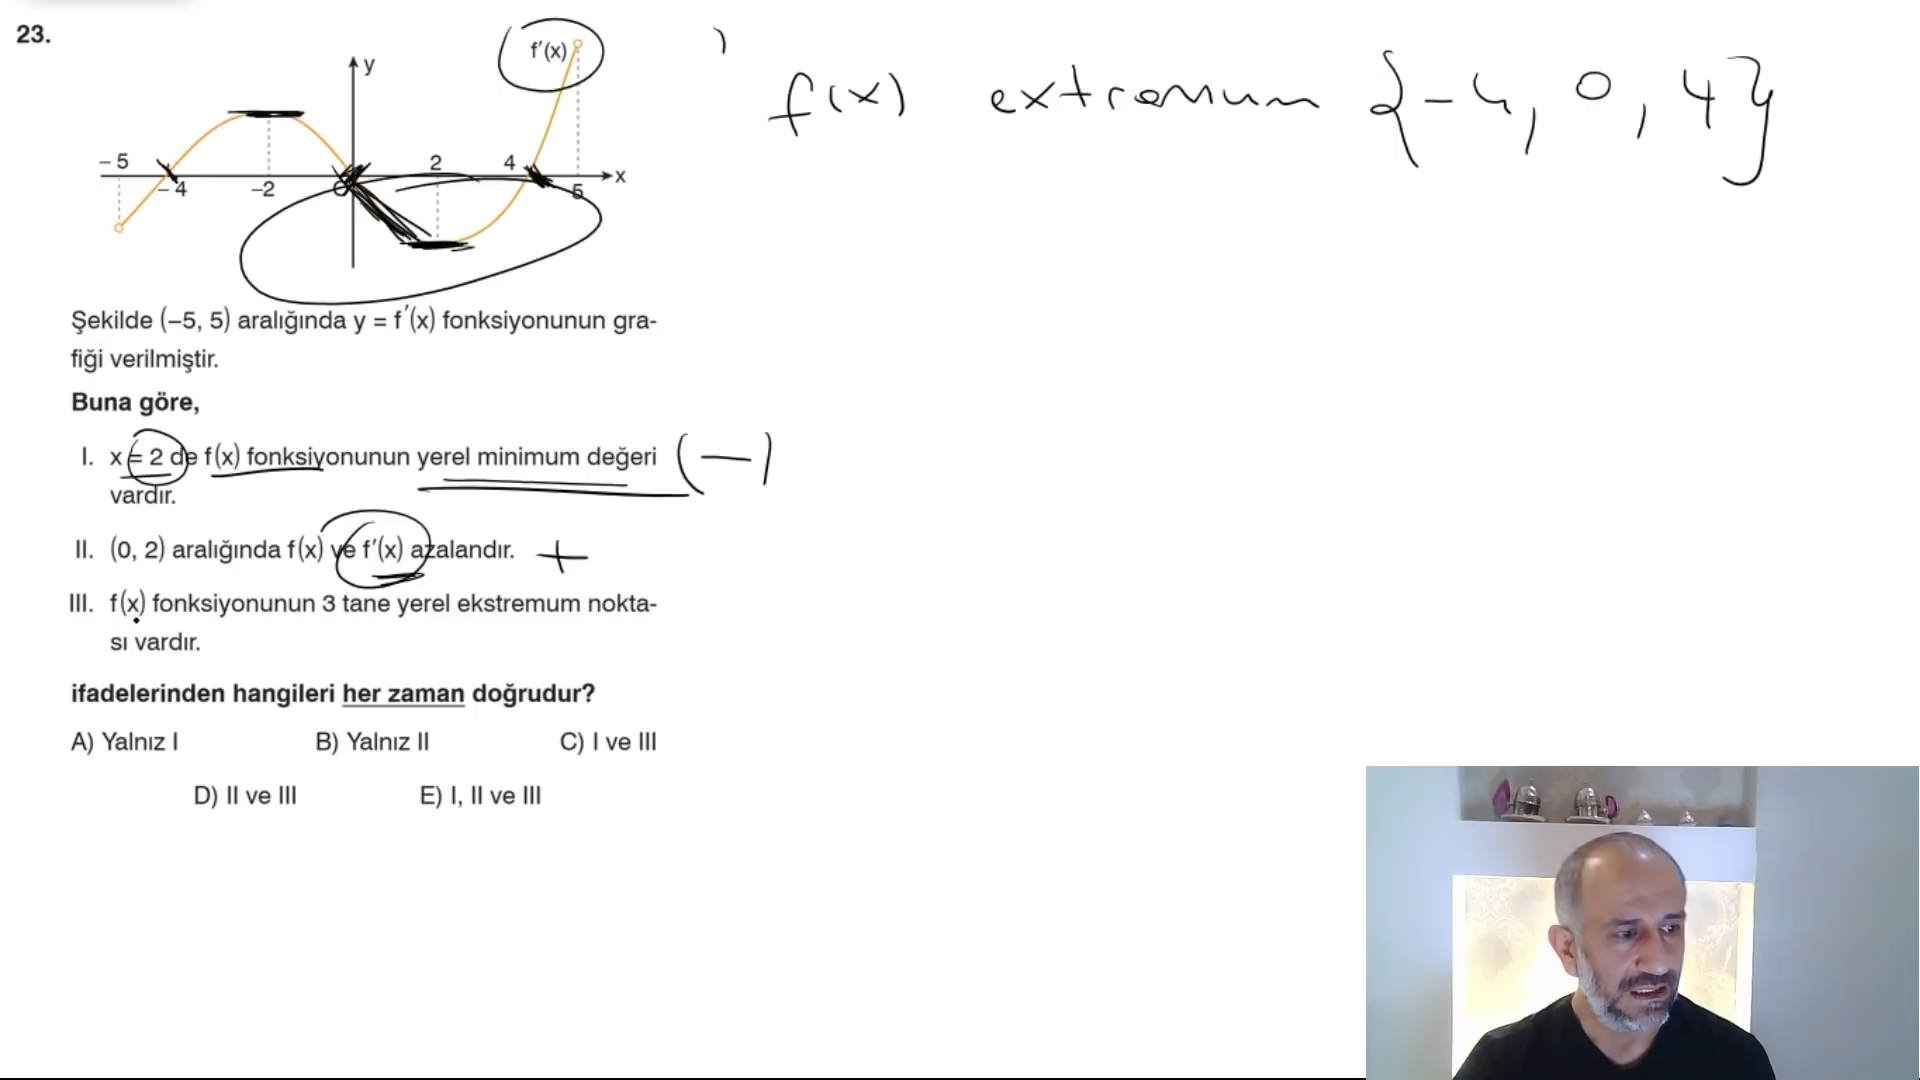 23.
f′(x)
y
f(x) extremum {-4, 0, 4}
– 5
2
4
x
– 4
–2
O
5
Şekilde (–5, 5) aralığında y = f′(x) fonksiyonunun gra-
fiği verilmiştir.
Buna göre,
I. x = 2 de f(x) fonksiyonunun yerel minimum değeri (—)
vardır.
II. (0, 2) aralığında f(x) ve f′(x) azalandır. +
III. f(x) fonksiyonunun 3 tane yerel ekstremum nokta-
sı vardır.
ifadelerinden hangileri her zaman doğrudur?
A) Yalnız I B) Yalnız II C) I ve III
D) II ve III E) I, II ve III